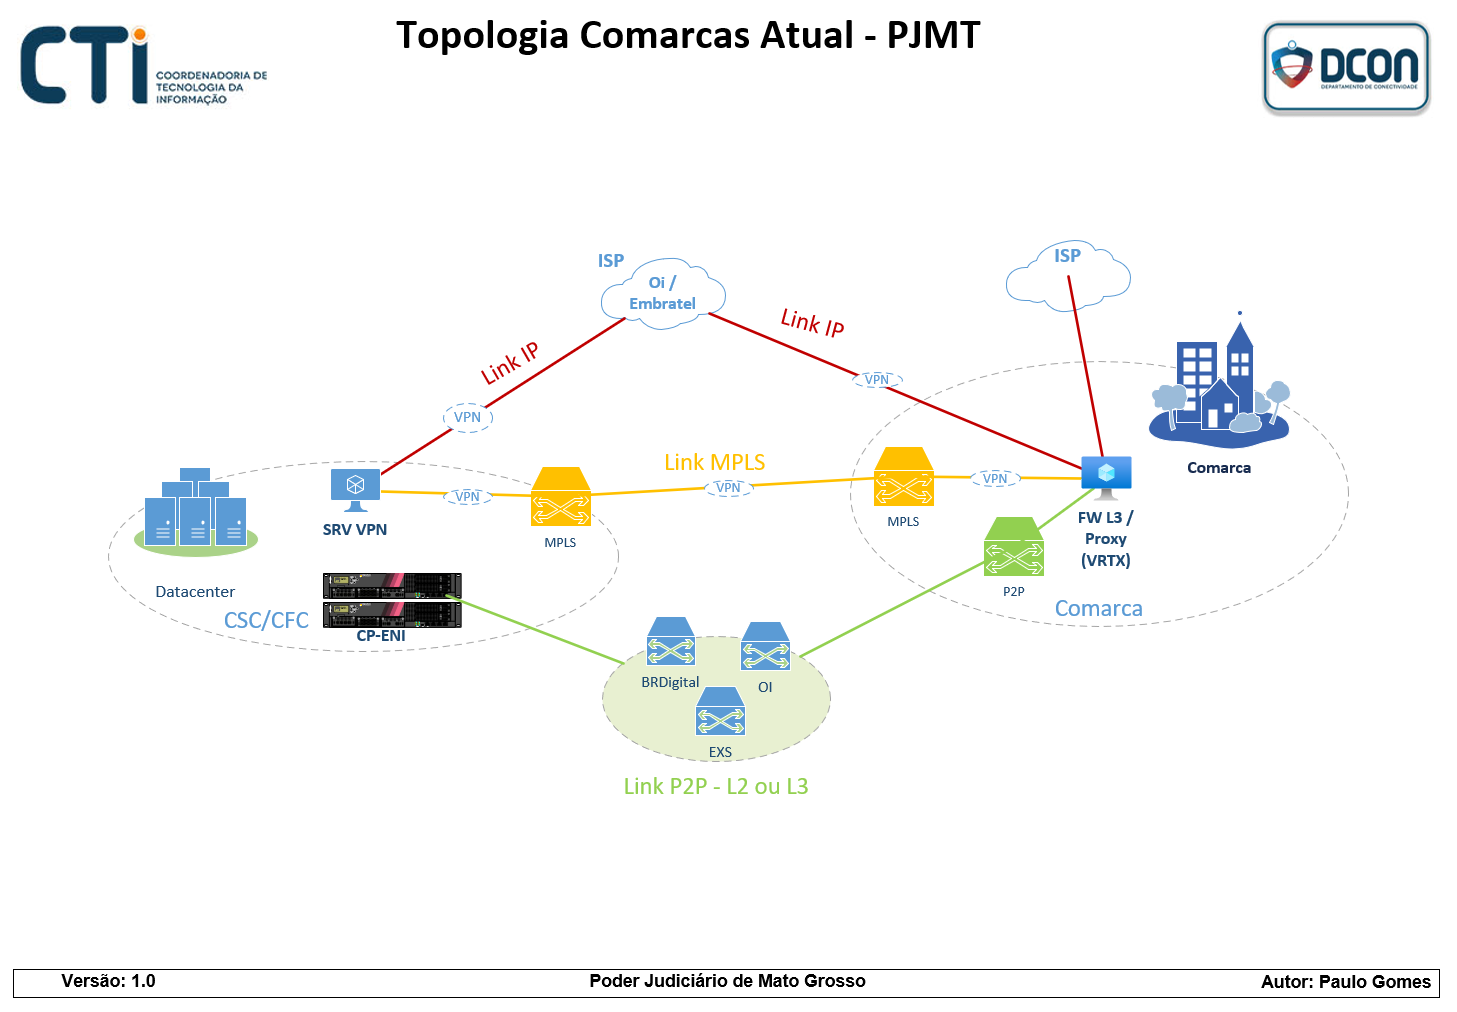 Topologia Comarcas Atual - PJMT
CTi
COORDENADORIA DE
TECNOLOGIA DA
INFORMAÇÃO
DCON
DEPARTAMENTO DE CONECTIVIDADE
ISP
Oi /
Embratel
ISP
Link IP
Link IP
VPN
VPN
Comarca
Link MPLS
VPN
VPN
VPN
SRV VPN
MPLS
MPLS
FW L3 /
Proxy
(VRTX)
P2P
Comarca
Datacenter
CSC/CFC
CP-ENI
BRDigital
OI
EXS
Link P2P - L2 ou L3
Versão: 1.0
Poder Judiciário de Mato Grosso
Autor: Paulo Gomes